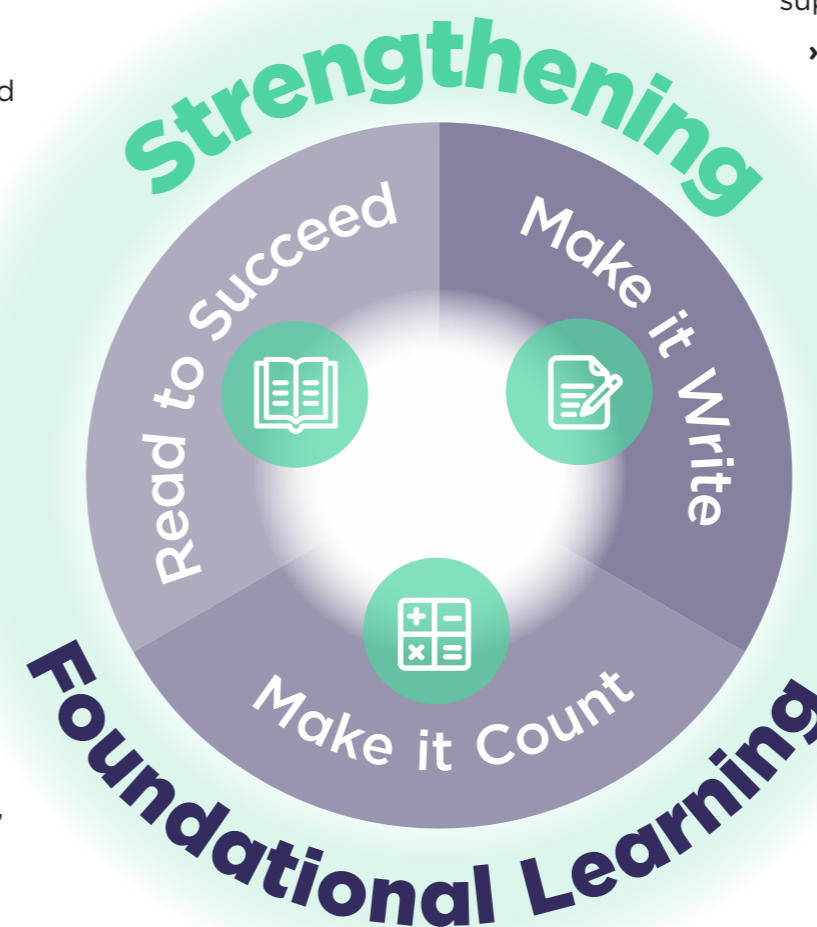 Strengthening
Read to Succeed
Make it Write
Make it Count
Foundational Learning